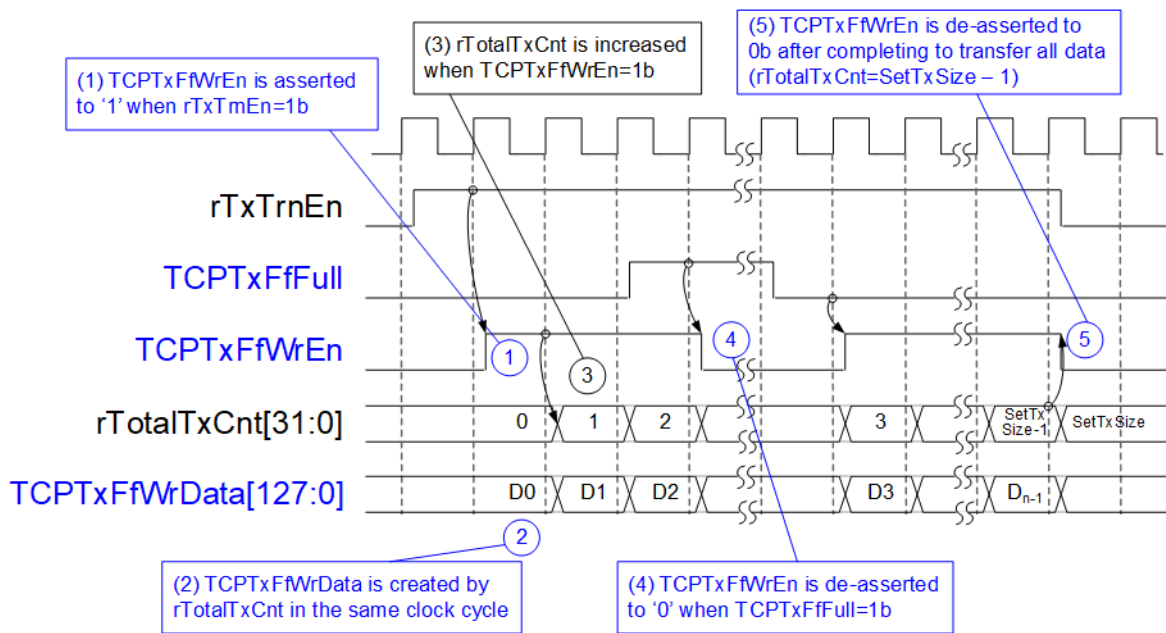 (5) TCPTxFfWrEn is de-asserted to
0b after completing to transfer all data
(rTotalTxCnt=SetTxSize – 1)
(3) rTotalTxCnt is increased
when TCPTxFfWrEn=1b
(1) TCPTxFfWrEn is asserted
to ‘1’ when rTxTmEn=1b
rTxTrnEn
TCPTxFfFull
TCPTxFfWrEn
1
3
4
5
rTotalTxCnt[31:0]
0
1
2
3
SetTx
Size-1
SetTxSize
TCPTxFfWrData[127:0]
D0
D1
D2
D3
Dn-1
2
(2) TCPTxFfWrData is created by
rTotalTxCnt in the same clock cycle
(4) TCPTxFfWrEn is de-asserted
to ‘0’ when TCPTxFfFull=1b